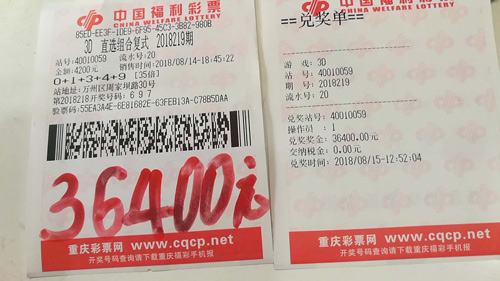 中国福利彩票
CHINA WELFARE LOTTERY
85ED-EE3F-1DE9-6F95-45C3-3B82-980B
3D 直选组合复式 2018219期
站号:40010059 流水号:20
金额:4200元 销售时间:2018/08/14-18:45:22
0+1+3+4+9 [35倍]
站地址:万州区周家坝路30号
第2018218开奖号码:6 9 7
验票码:55EA3A4E-6E81682E-63FEB13A-C78B5DAA
36400元
重庆彩票网 www.cqcp.net
开奖号码查询请下载重庆福彩手机报
中国福利彩票
CHINA WELFARE LOTTERY
==兑奖单==
游 戏:3D
站 号:40010059
期 号:2018219
流水号:20
兑奖站号:40010059
操作员:1
兑奖奖金:36400.00元
交纳税金:0.00元
兑奖时间:2018/08/15-12:52:04
重庆彩票网 www.cqcp.net
开奖号码查询请下载重庆福彩手机报